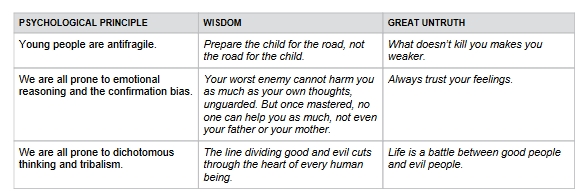 PSYCHOLOGICAL PRINCIPLE
WISDOM
GREAT UNTRUTH
Young people are antifragile.
Prepare the child for the road, not
the road for the child.
What doesn't kill you makes you
weaker.
We are all prone to emotional
reasoning and the confirmation bias.
Your worst enemy cannot harm you
as much as your own thoughts,
unguarded. But once mastered, no
one can help you as much, not even
your father or your mother.
Always trust your feelings.
We are all prone to dichotomous
thinking and tribalism.
The line dividing good and evil cuts
through the heart of every human
being.
Life is a battle between good people
and evil people.